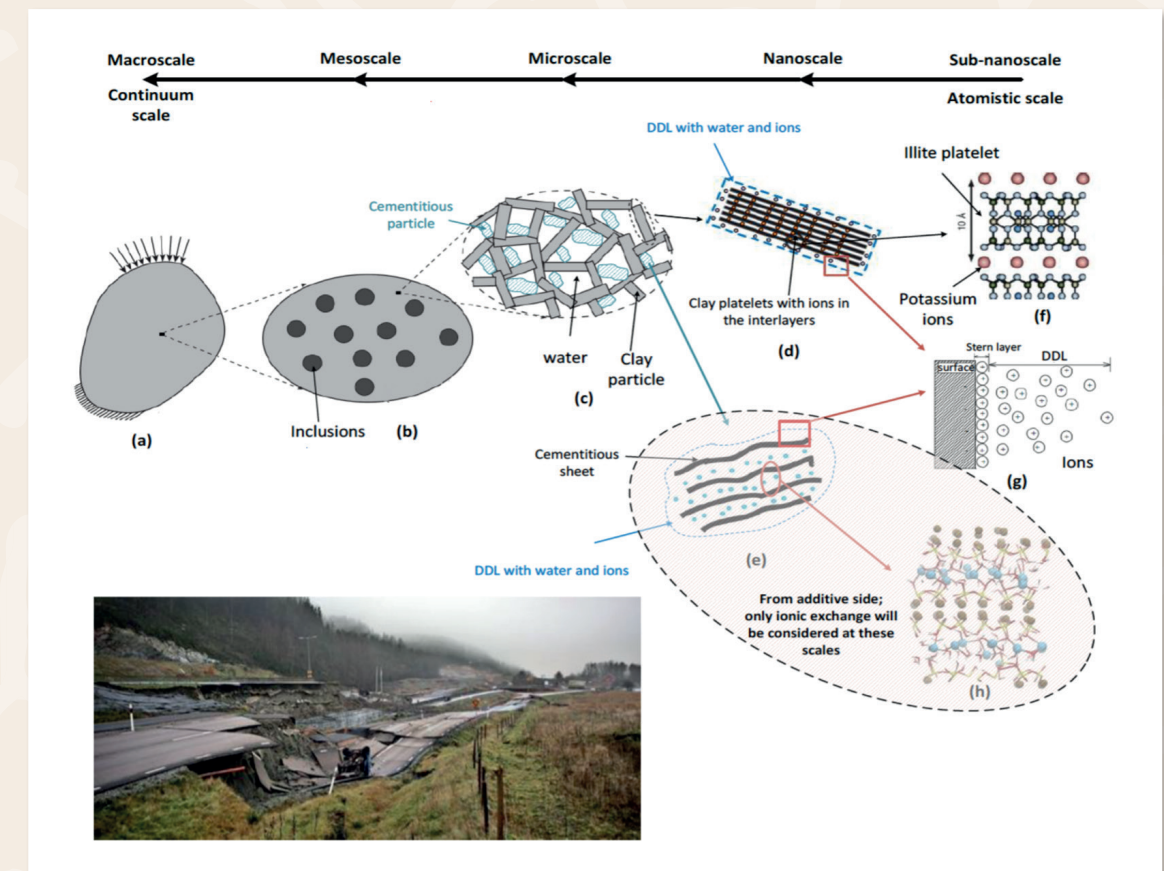 Macroscale
Mesoscale
Microscale
Nanoscale
Sub-nanoscale
Continuum
scale
Atomistic scale
DDL with water and ions
Illite platelet
10 Å
Cementitious
particle
Potassium
ions
(f)
Clay platelets with ions in
the interlayers
(d)
water
Clay
particle
(c)
Stern layer
DDL
surface
Ions
(g)
(a)
Inclusions
(b)
Cementitious
sheet
(e)
DDL with water and ions
From additive side;
only ionic exchange will
be considered at these
scales
(h)